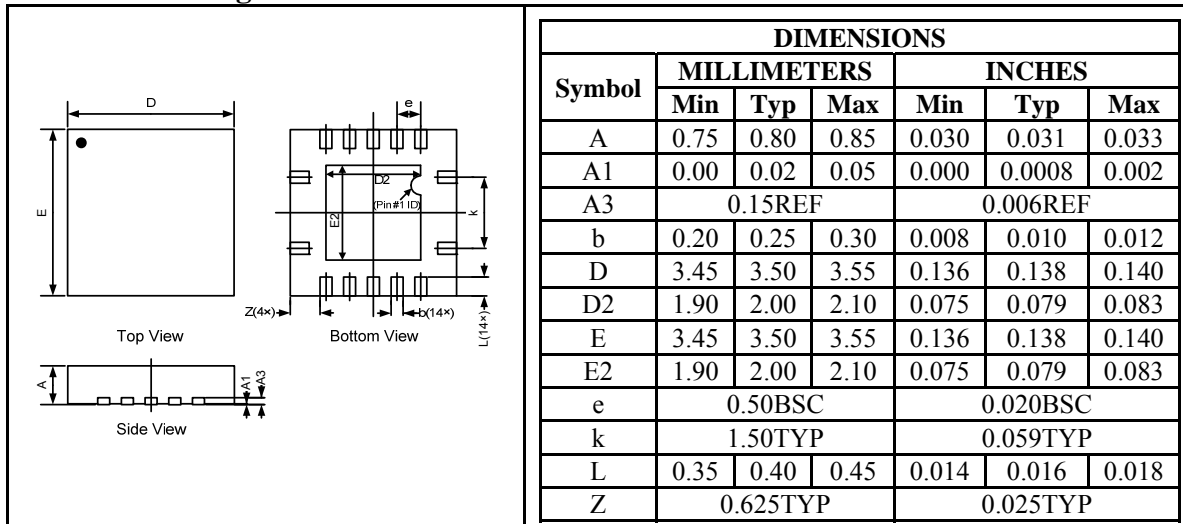 D
e
E
D2
(Pin#1 ID)
E2
k
Z(4×)
b(14×)
L(14×)
Top View
Bottom View
A
A1
A3
Side View
DIMENSIONS
Symbol MILLIMETERS INCHES
Min Typ Max Min Typ Max
A 0.75 0.80 0.85 0.030 0.031 0.033
A1 0.00 0.02 0.05 0.000 0.0008 0.002
A3 0.15REF 0.006REF
b 0.20 0.25 0.30 0.008 0.010 0.012
D 3.45 3.50 3.55 0.136 0.138 0.140
D2 1.90 2.00 2.10 0.075 0.079 0.083
E 3.45 3.50 3.55 0.136 0.138 0.140
E2 1.90 2.00 2.10 0.075 0.079 0.083
e 0.50BSC 0.020BSC
k 1.50TYP 0.059TYP
L 0.35 0.40 0.45 0.014 0.016 0.018
Z 0.625TYP 0.025TYP